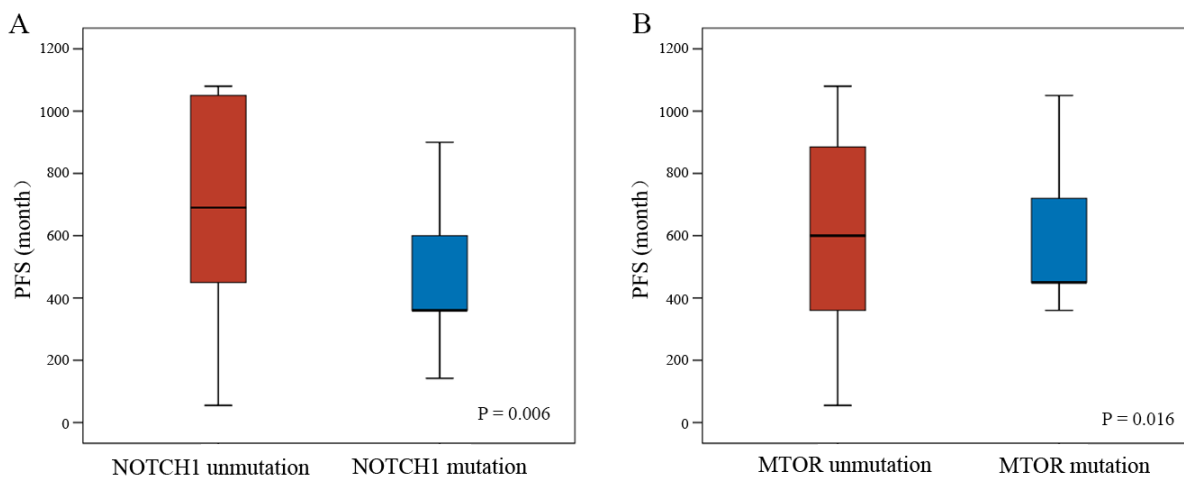 A
1200
1000
800
600
400
200
0
PFS (month）
P = 0.006
NOTCH1 unmutation
NOTCH1 mutation
B
1200
1000
800
600
400
200
0
PFS (month）
P = 0.016
MTOR unmutation
MTOR mutation